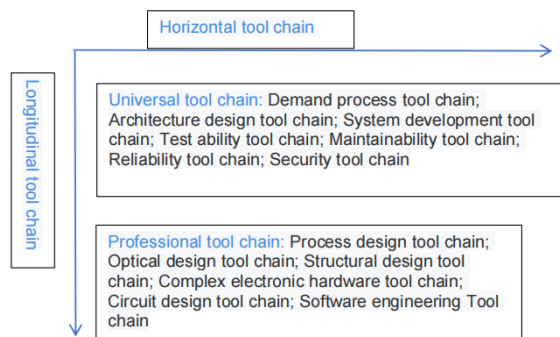 Horizontal tool chain
Longitudinal tool chain
Universal tool chain: Demand process tool chain;
Architecture design tool chain; System development tool
chain; Test ability tool chain; Maintainability tool chain;
Reliability tool chain; Security tool chain
Professional tool chain: Process design tool chain;
Optical design tool chain; Structural design tool
chain; Complex electronic hardware tool chain;
Circuit design tool chain; Software engineering Tool
chain